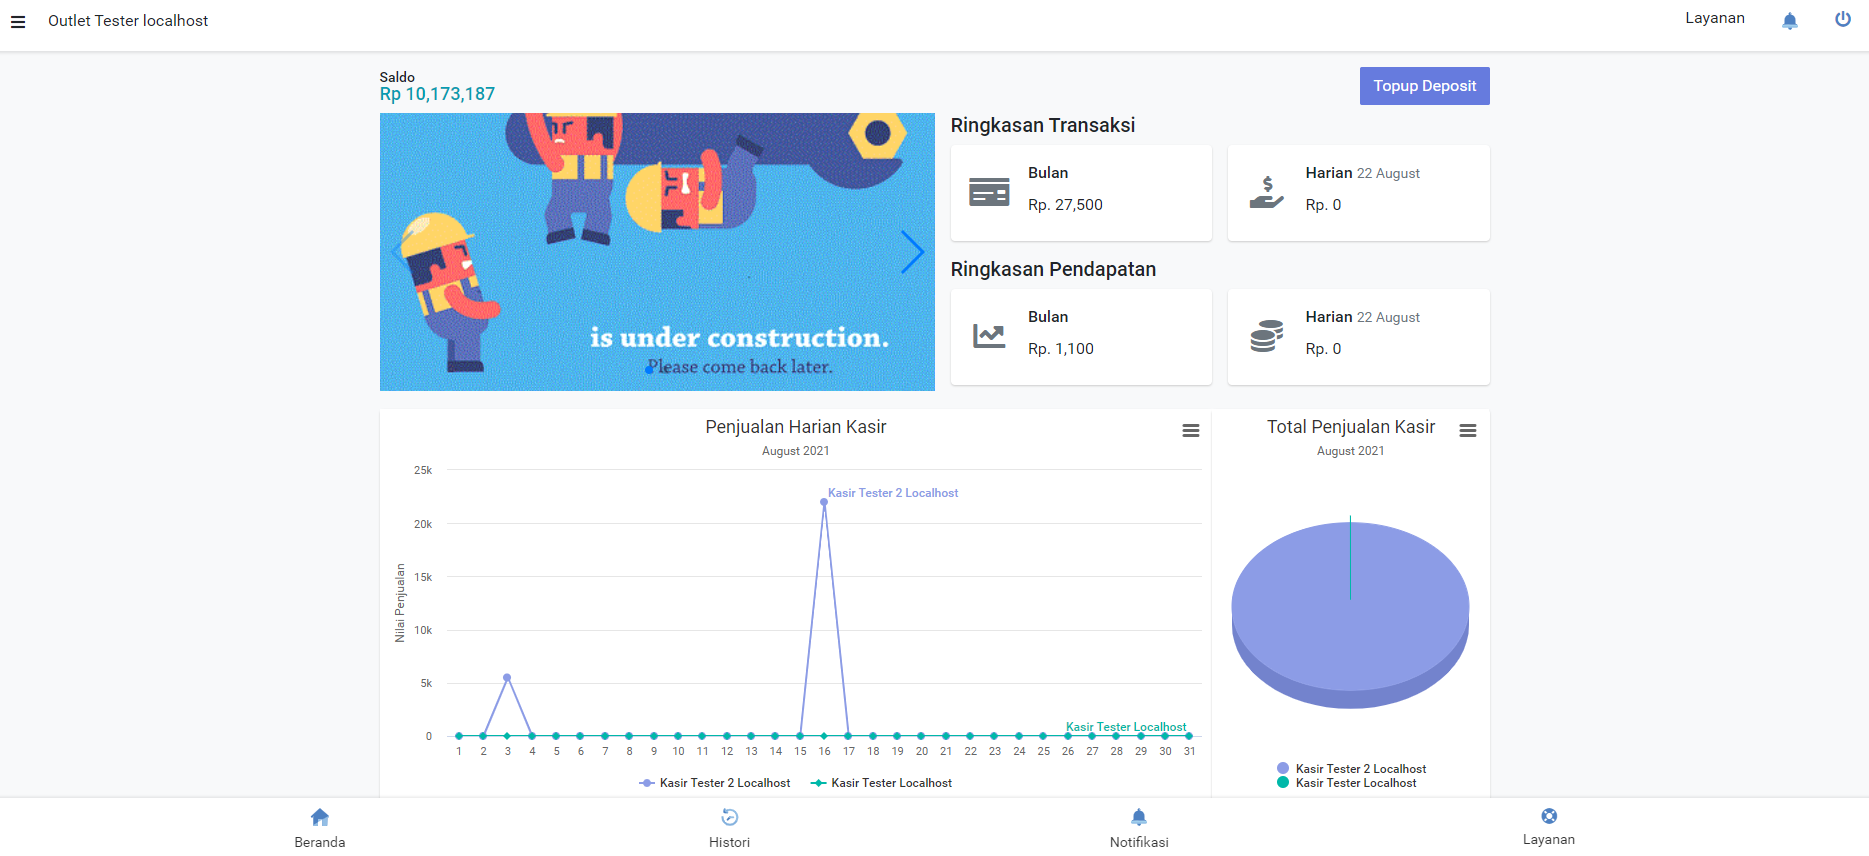 Outlet Tester localhost
Layanan
Saldo
Rp 10,173,187
Topup Deposit
is under construction.
Please come back later.
Ringkasan Transaksi
Bulan
Rp. 27,500
Harian 22 August
Rp. 0
Ringkasan Pendapatan
Bulan
Rp. 1,100
Harian 22 August
Rp. 0
Penjualan Harian Kasir
August 2021
Nilai Penjualan
25k
20k
15k
10k
5k
0
Kasir Tester 2 Localhost
Kasir Tester Localhost
1 2 3 4 5 6 7 8 9 10 11 12 13 14 15 16 17 18 19 20 21 22 23 24 25 26 27 28 29 30 31
Kasir Tester 2 Localhost Kasir Tester Localhost
Total Penjualan Kasir
August 2021
Kasir Tester 2 Localhost
Kasir Tester Localhost
Beranda
Histori
Notifikasi
Layanan